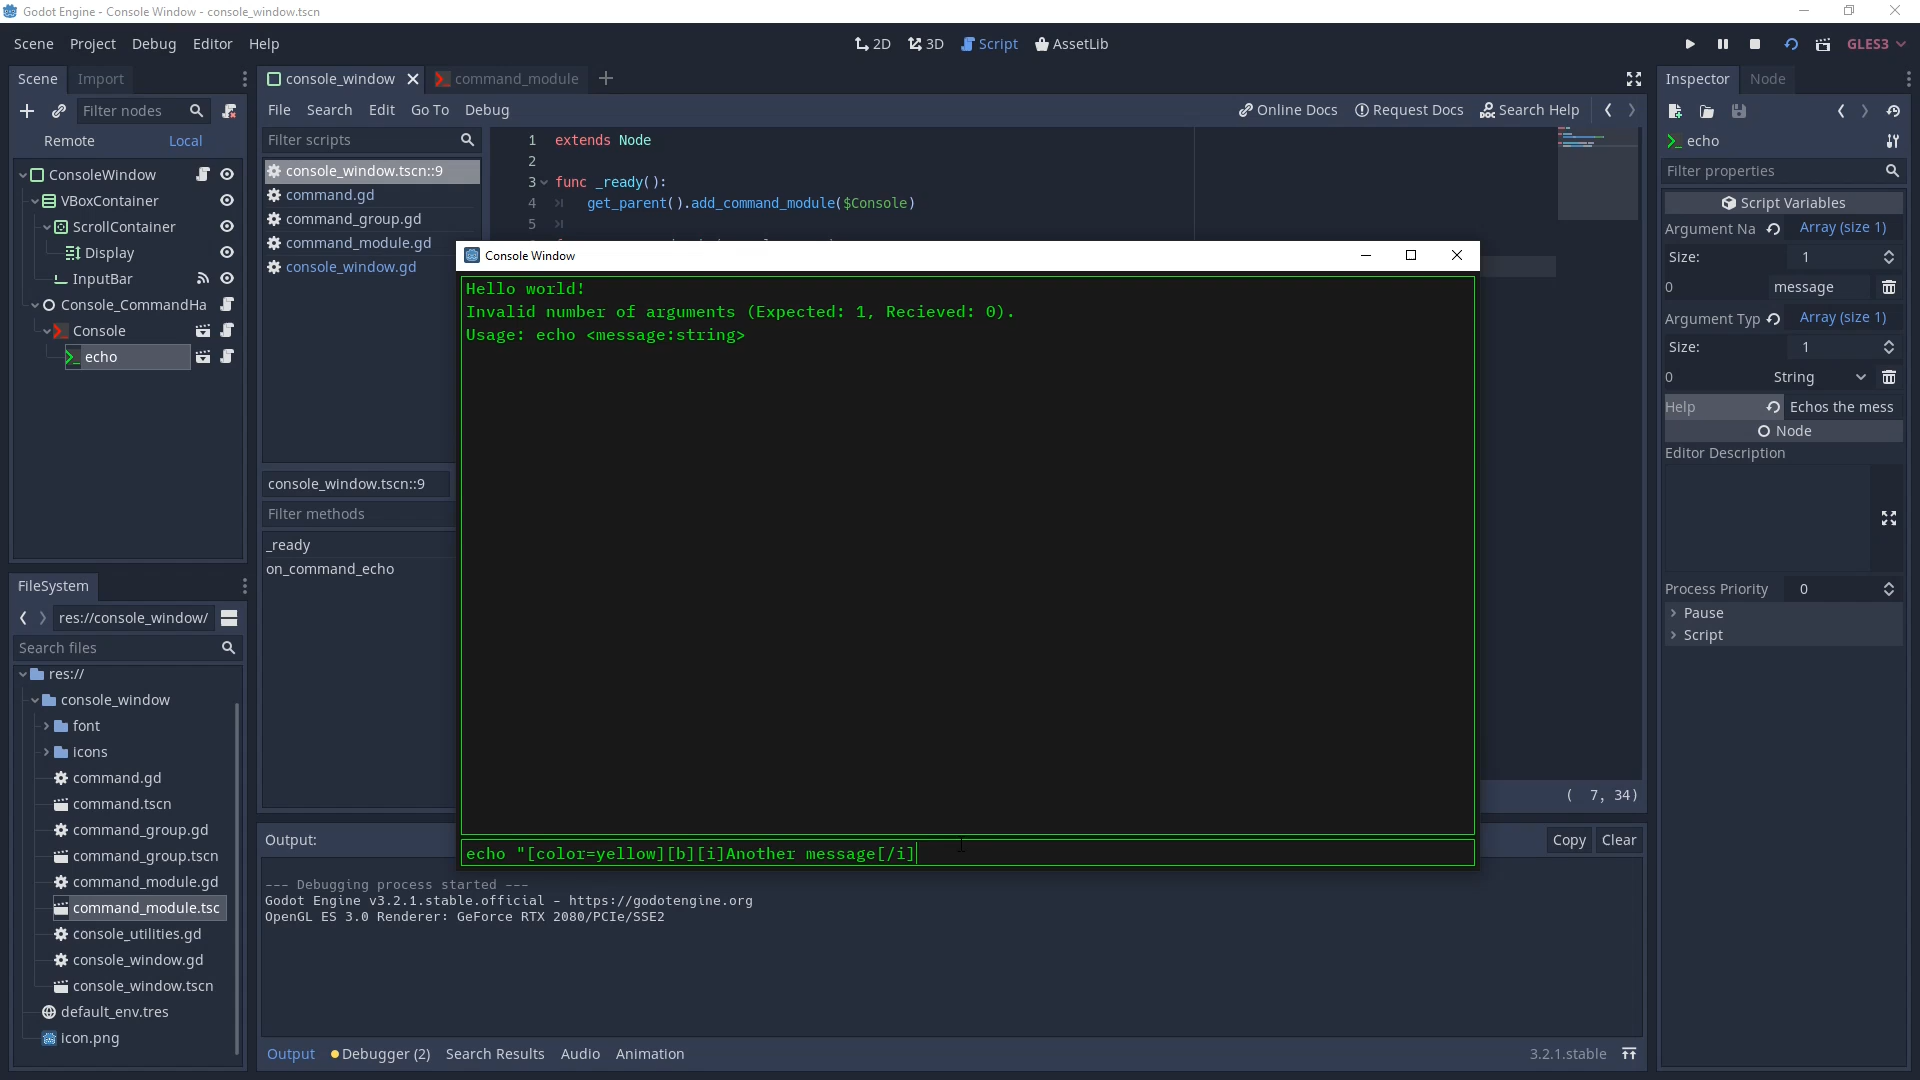 Godot Engine - Console Window - console_window.tscn
Scene Project Debug Editor Help
2D 3D Script AssetLib
GLES3
Scene Import
Filter nodes
Remote Local
ConsoleWindow
VBoxContainer
ScrollContainer
Display
InputBar
Console_CommandHa
Console
echo
FileSystem
res://console_window/
Search files
res://
console_window
font
icons
command.gd
command.tscn
command_group.gd
command_group.tscn
command_module.gd
command_module.tsc
console_utilities.gd
console_window.gd
console_window.tscn
default_env.tres
icon.png
console_window command_module
File Search Edit Go To Debug
Online Docs Request Docs Search Help
Filter scripts
console_window.tscn::9
command.gd
command_group.gd
command_module.gd
console_window.gd
console_window.tscn::9
Filter methods
_ready
on_command_echo
1 extends Node
2
3 func _ready():
4 get_parent().add_command_module($Console)
5
( 7, 34)
Console Window
Hello world!
Invalid number of arguments (Expected: 1, Recieved: 0).
Usage: echo <message:string>
echo "[color=yellow][b][i]Another message[/i]
Output:
Copy Clear
--- Debugging process started ---
Godot Engine v3.2.1.stable.official - https://godotengine.org
OpenGL ES 3.0 Renderer: GeForce RTX 2080/PCIe/SSE2
Output Debugger (2) Search Results Audio Animation
3.2.1.stable
Inspector Node
echo
Filter properties
Script Variables
Argument Na Array (size 1)
Size: 1
0 message
Argument Typ Array (size 1)
Size: 1
0 String
Help Echos the mess
Node
Editor Description
Process Priority 0
Pause
Script